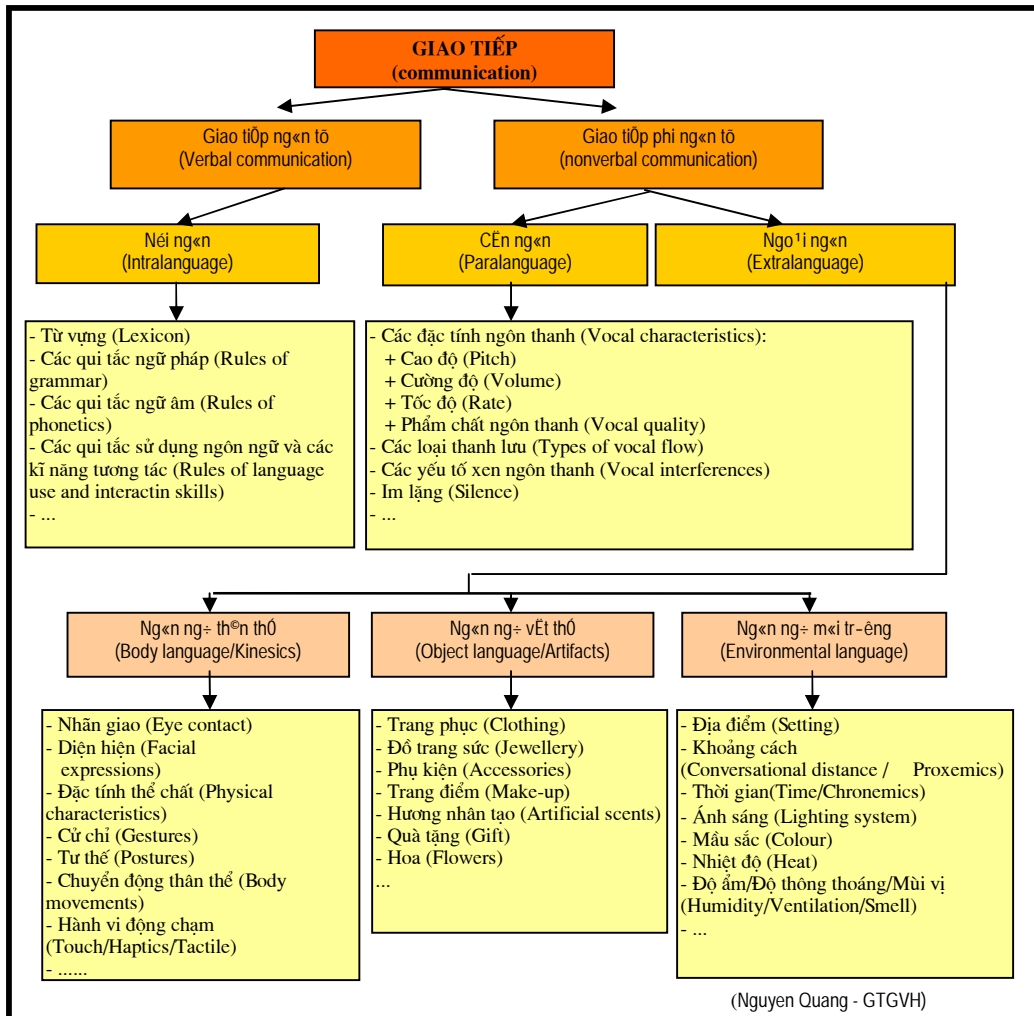 GIAO TIẾP
(communication)
Giao tiÕp ng«n tõ
(Verbal communication)
Giao tiÕp phi ng«n tõ
(nonverbal communication)
Néi ng«n
(Intralanguage)
CËn ng«n
(Paralanguage)
Ngo¹i ng«n
(Extralanguage)
- Từ vựng (Lexicon)
- Các qui tắc ngữ pháp (Rules of
grammar)
- Các qui tắc ngữ âm (Rules of
phonetics)
- Các qui tắc sử dụng ngôn ngữ và các
kĩ năng tương tác (Rules of language
use and interactin skills)
- ...
- Các đặc tính ngôn thanh (Vocal characteristics):
+ Cao độ (Pitch)
+ Cường độ (Volume)
+ Tốc độ (Rate)
+ Phẩm chất ngôn thanh (Vocal quality)
- Các loại thanh lưu (Types of vocal flow)
- Các yếu tố xen ngôn thanh (Vocal interferences)
- Im lặng (Silence)
- ...
Ng«n ng÷ th©n thÓ
(Body language/Kinesics)
Ng«n ng÷ vËt thÓ
(Object language/Artifacts)
Ng«n ng÷ m«i tr-êng
(Environmental language)
- Nhãn giao (Eye contact)
- Diện hiện (Facial
expressions)
- Đặc tính thể chất (Physical
characteristics)
- Cử chỉ (Gestures)
- Tư thế (Postures)
- Chuyển động thân thể (Body
movements)
- Hành vi động chạm
(Touch/Haptics/Tactile)
- ......
- Trang phục (Clothing)
- Đồ trang sức (Jewellery)
- Phụ kiện (Accessories)
- Trang điểm (Make-up)
- Hương nhân tạo (Artificial scents)
- Quà tặng (Gift)
- Hoa (Flowers)
...
- Địa điểm (Setting)
- Khoảng cách
(Conversational distance / Proxemics)
- Thời gian(Time/Chronemics)
- Ánh sáng (Lighting system)
- Mầu sắc (Colour)
- Nhiệt độ (Heat)
- Độ ẩm/Độ thông thoáng/Mùi vị
(Humidity/Ventilation/Smell)
- ...
(Nguyen Quang - GTGVH)